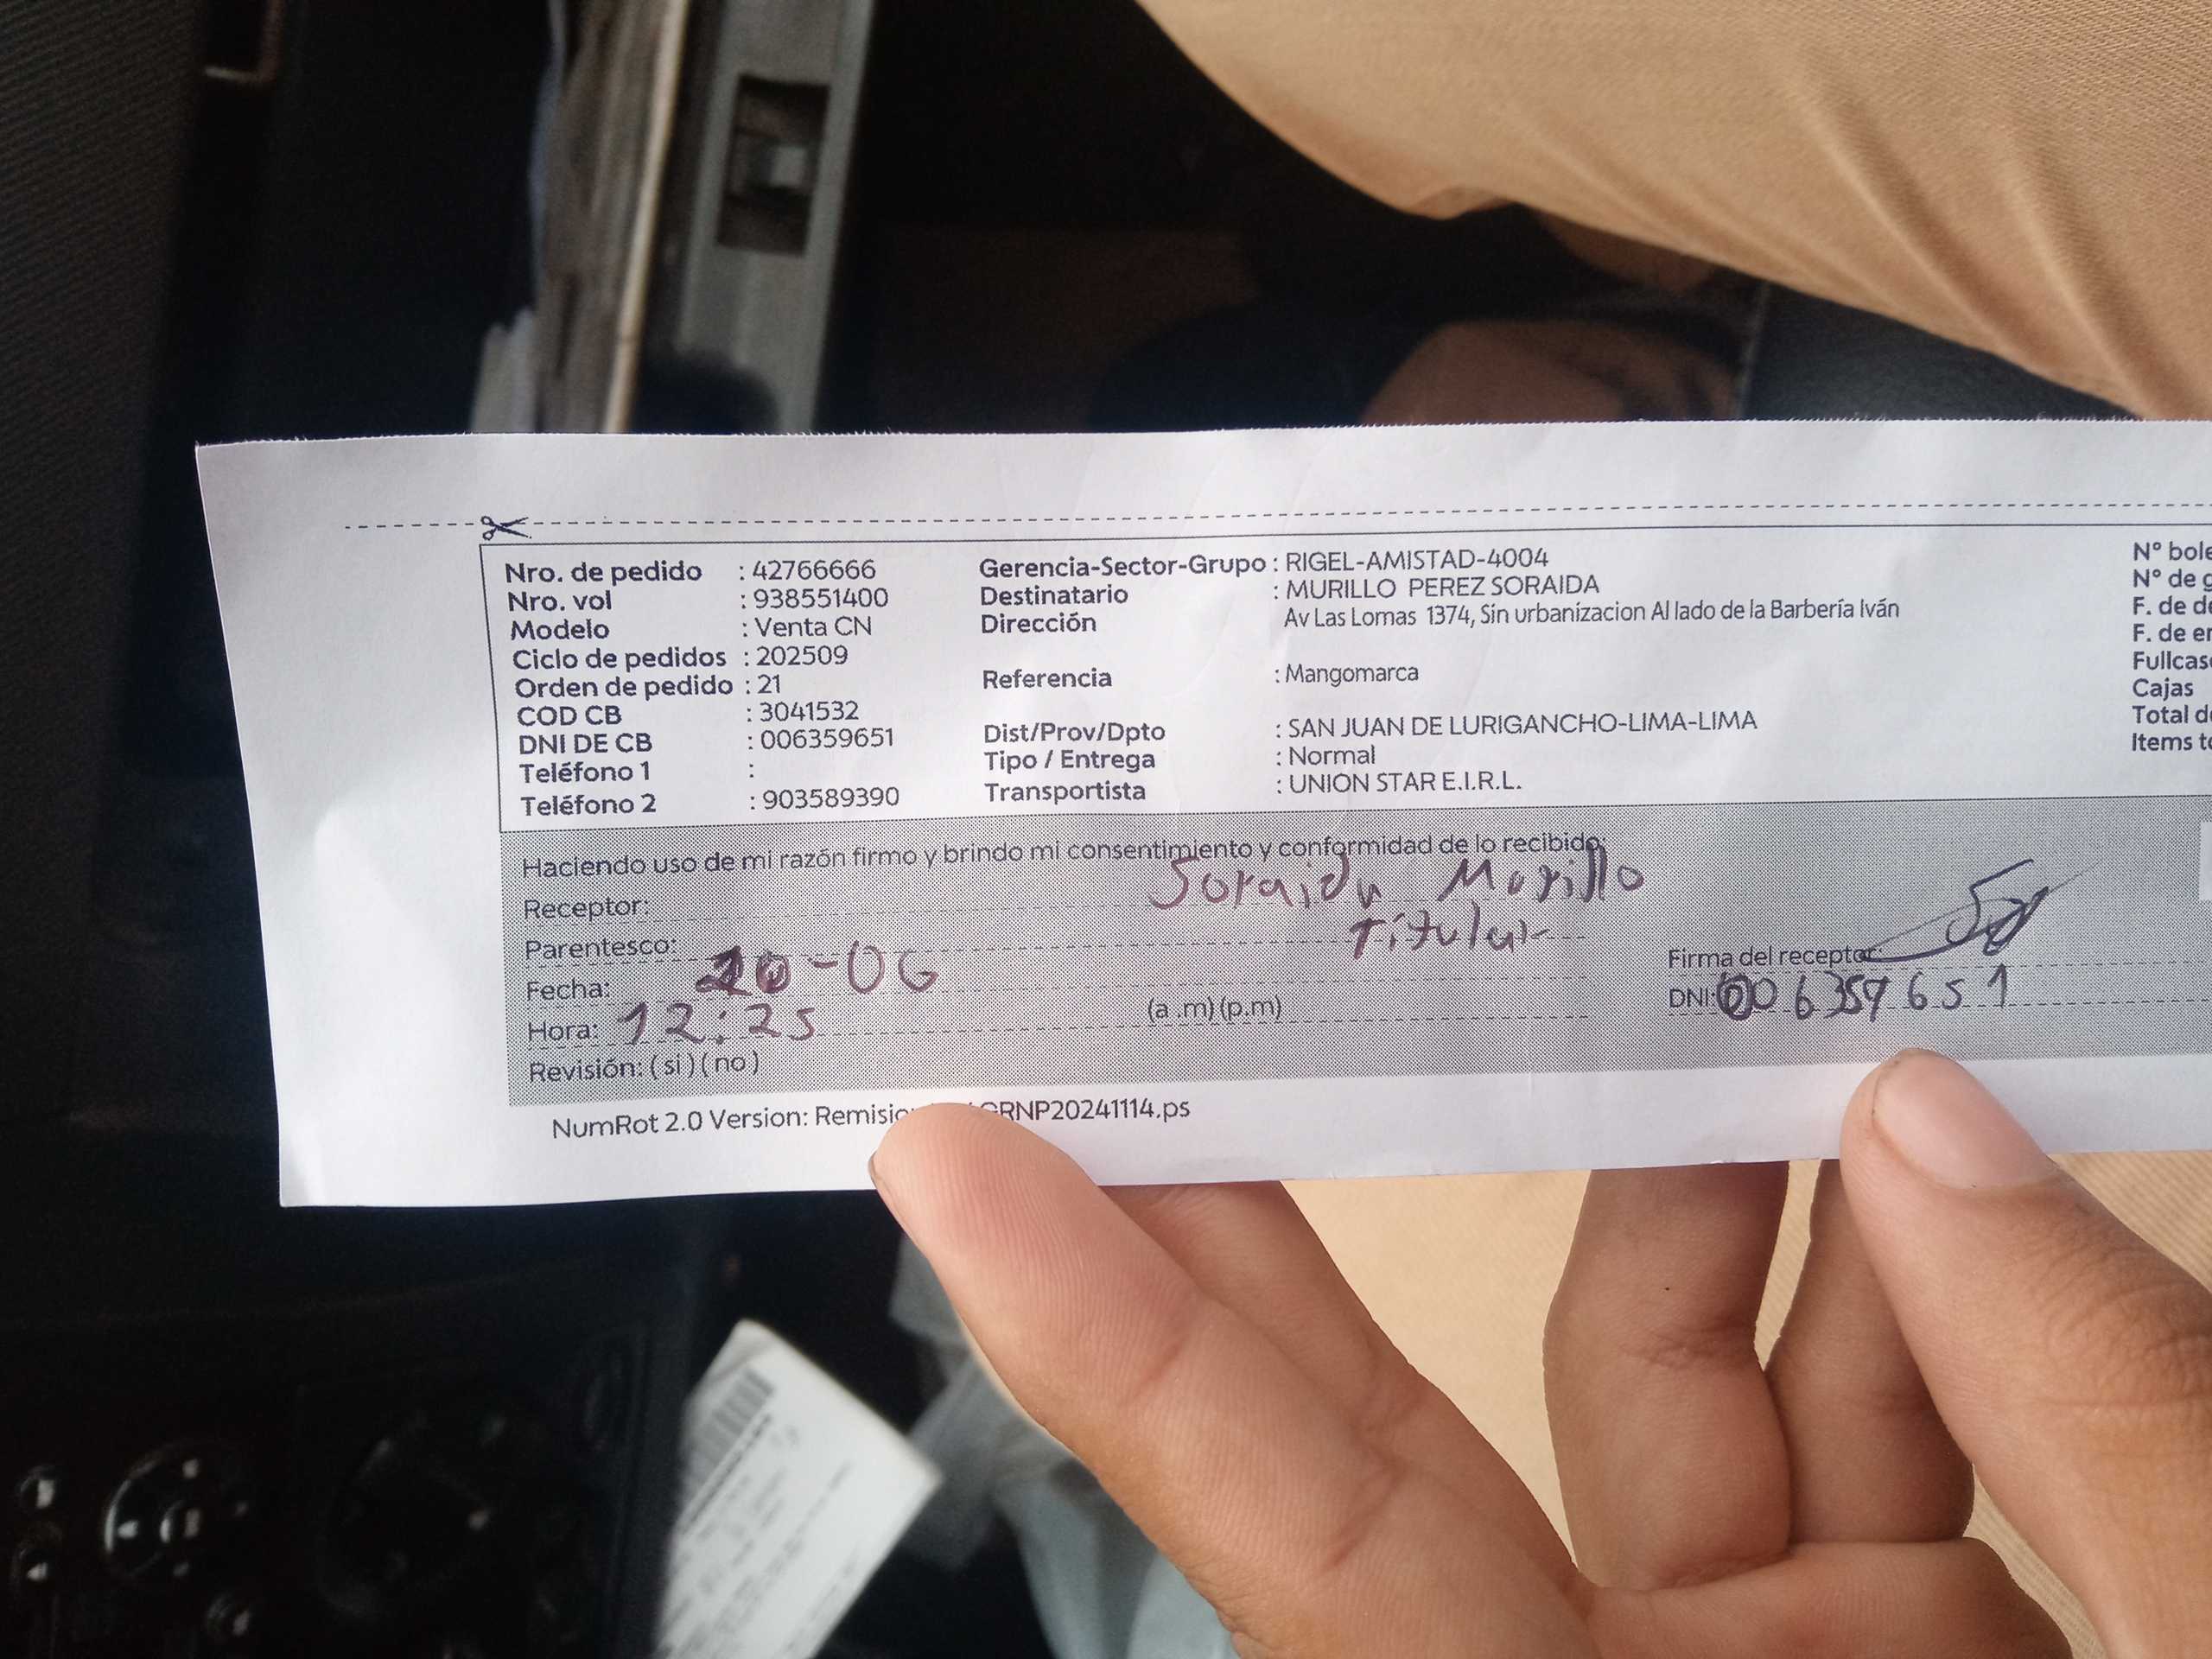 Nro. de pedido : 42766666
Nro. vol : 938551400
Modelo : Venta CN
Ciclo de pedidos : 202509
Orden de pedido : 21
COD CB : 3041532
DNI DE CB : 006359651
Teléfono 1 :
Teléfono 2 : 903589390
Gerencia-Sector-Grupo : RIGEL-AMISTAD-4004
Destinatario : MURILLO PEREZ SORAIDA
Dirección Av Las Lomas 1374, Sin urbanizacion Al lado de la Barbería Iván
Referencia : Mangomarca
Dist/Prov/Dpto : SAN JUAN DE LURIGANCHO-LIMA-LIMA
Tipo / Entrega : Normal
Transportista : UNION STAR E.I.R.L.
N° bole
N° de g
F. de de
F. de en
Fullcas
Cajas
Total d
Items to
Haciendo uso de mi razón firmo y brindo mi consentimiento y conformidad de lo recibido:
Receptor: Soraida Murillo
Parentesco: Titular
Fecha: 20-06
Hora: 12:25 (a .m) (p.m)
Revisión: ( si ) ( no )
Firma del receptor:
DNI: 006359651
NumRot 2.0 Version: Remisio GRNP20241114.ps